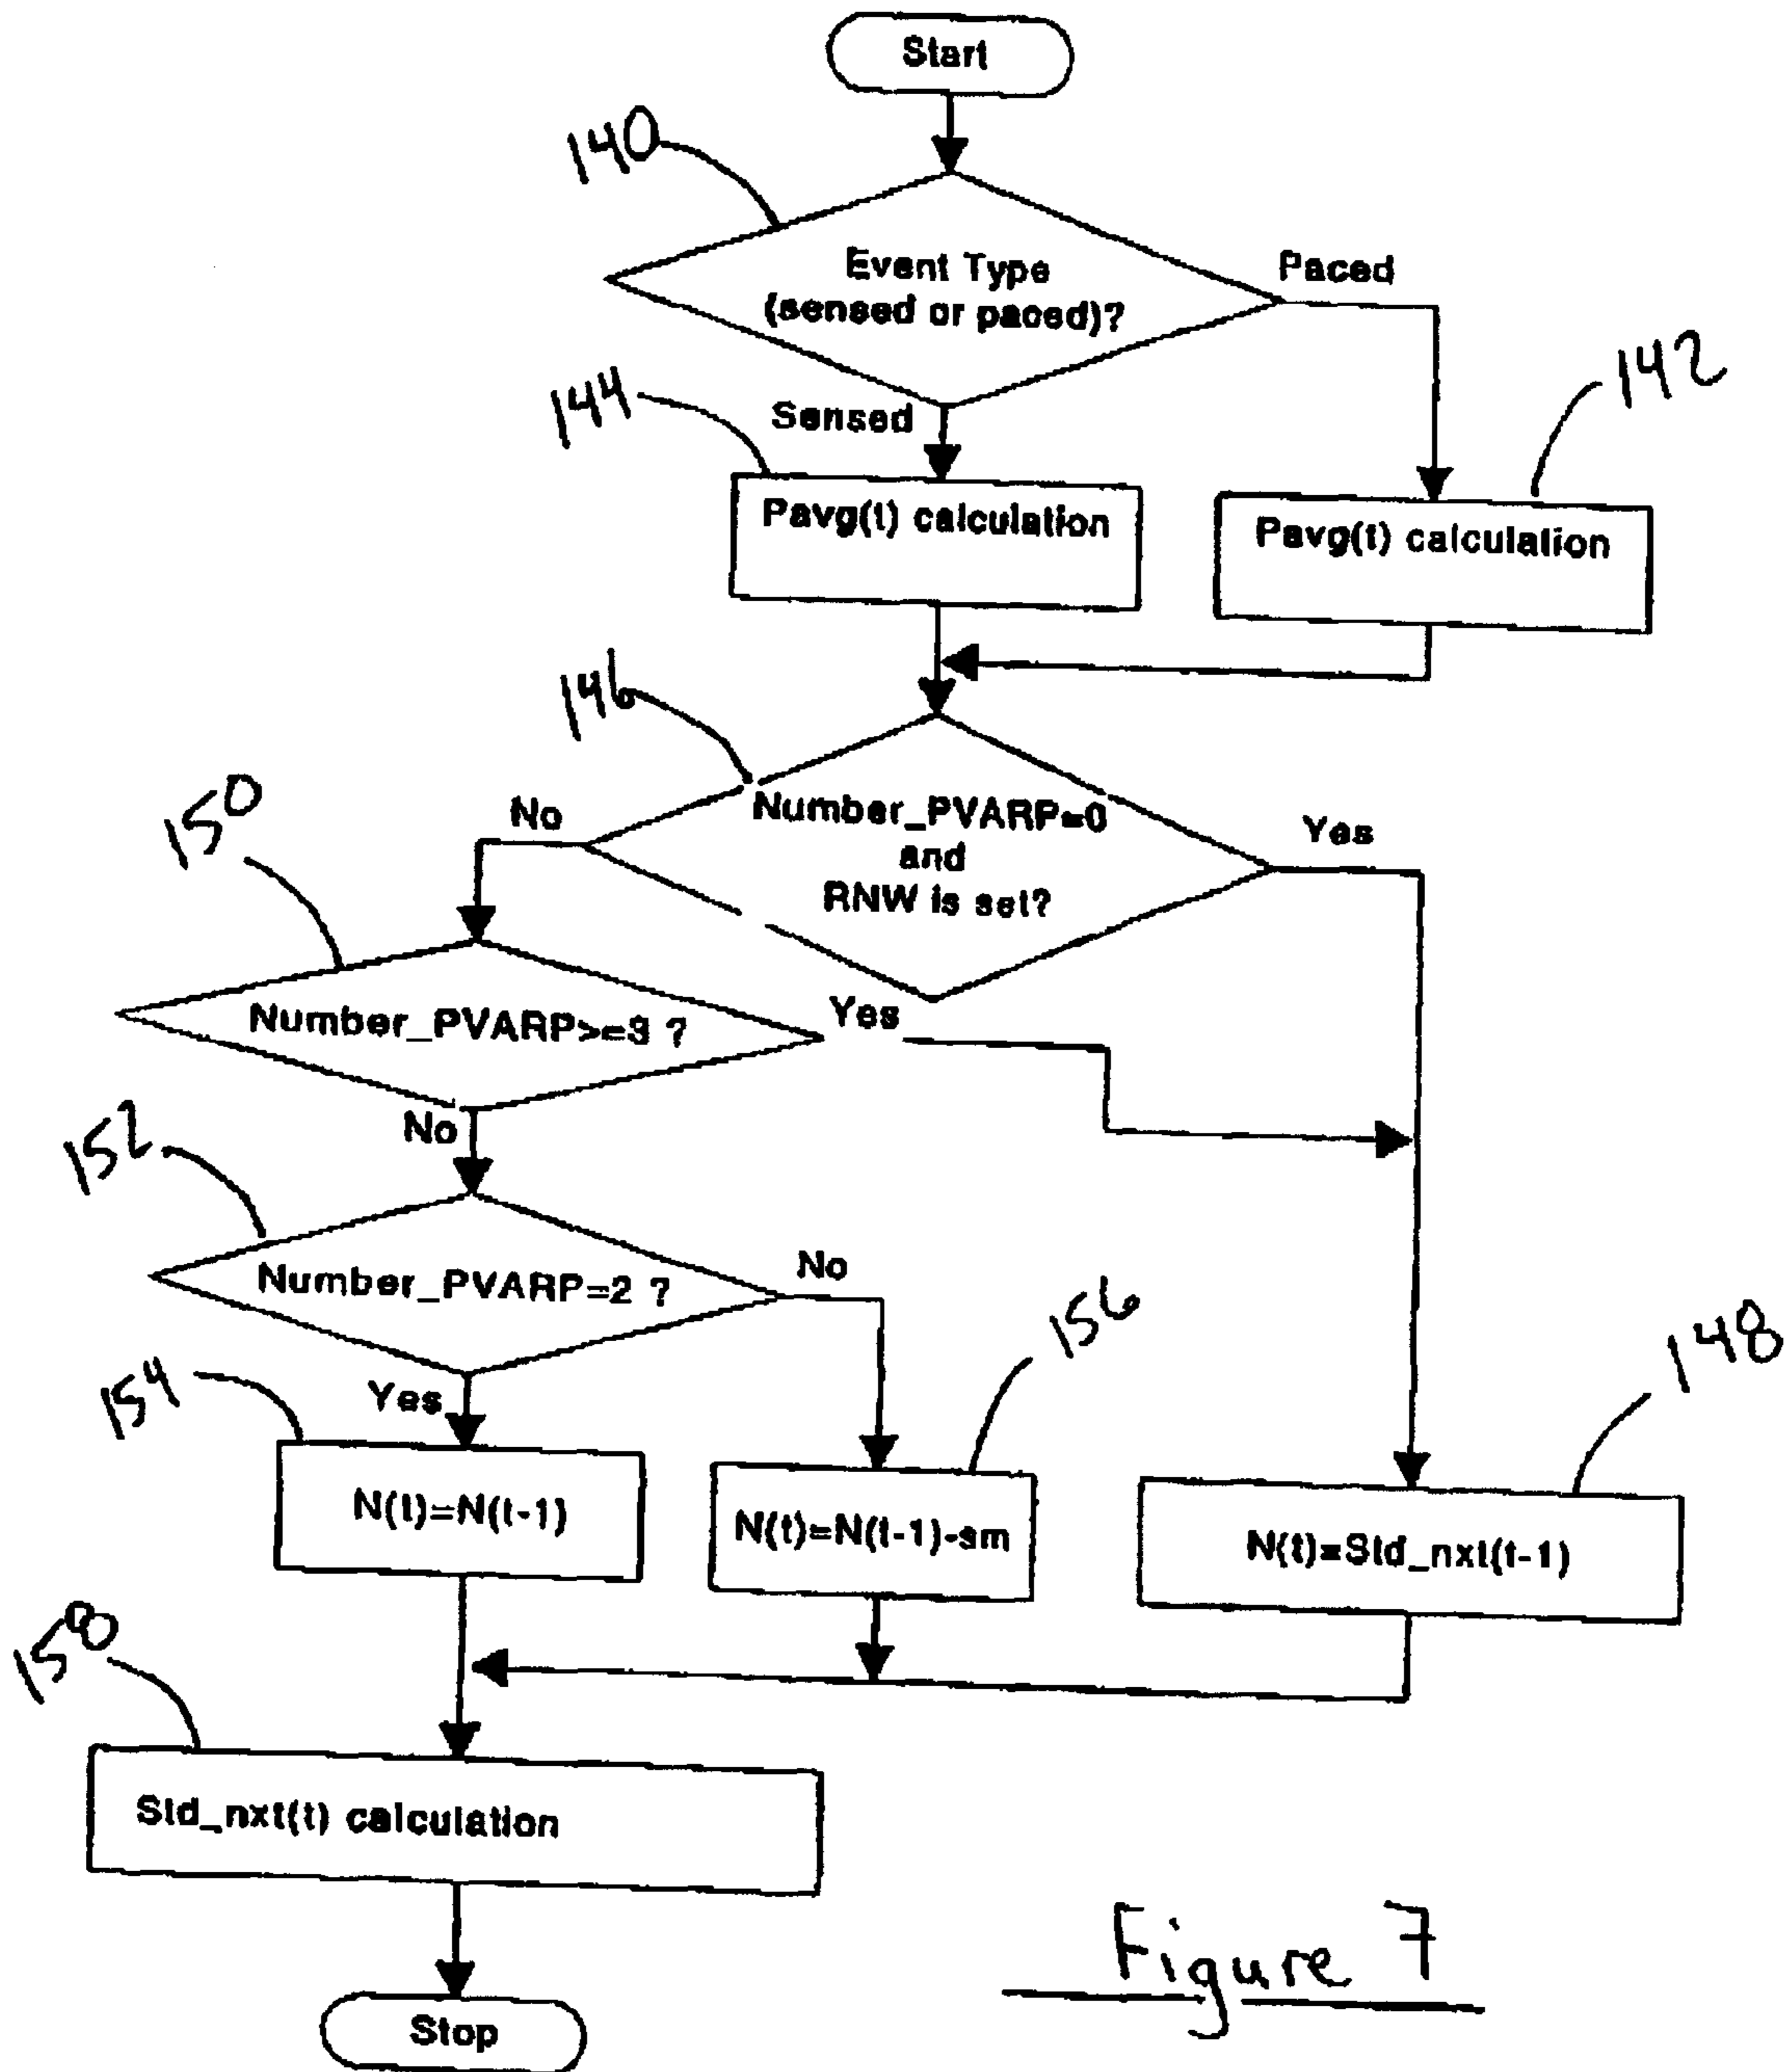 Start
140
Event Type
(sensed or paced)?
Paced
142
144
Sensed
Pavg(t) calculation
Pavg(t) calculation
146
150
No
Number_PVARP=0
and
RNW is set?
Yes
Number_PVARP>=3 ?
Yes
152
No
Number_PVARP=2 ?
No
156
148
154
Yes
N(t)=N(t-1)
N(t)=N(t-1)-sm
N(t)=Std_nxt(t-1)
158
Std_nxt(t) calculation
Stop
Figure 7